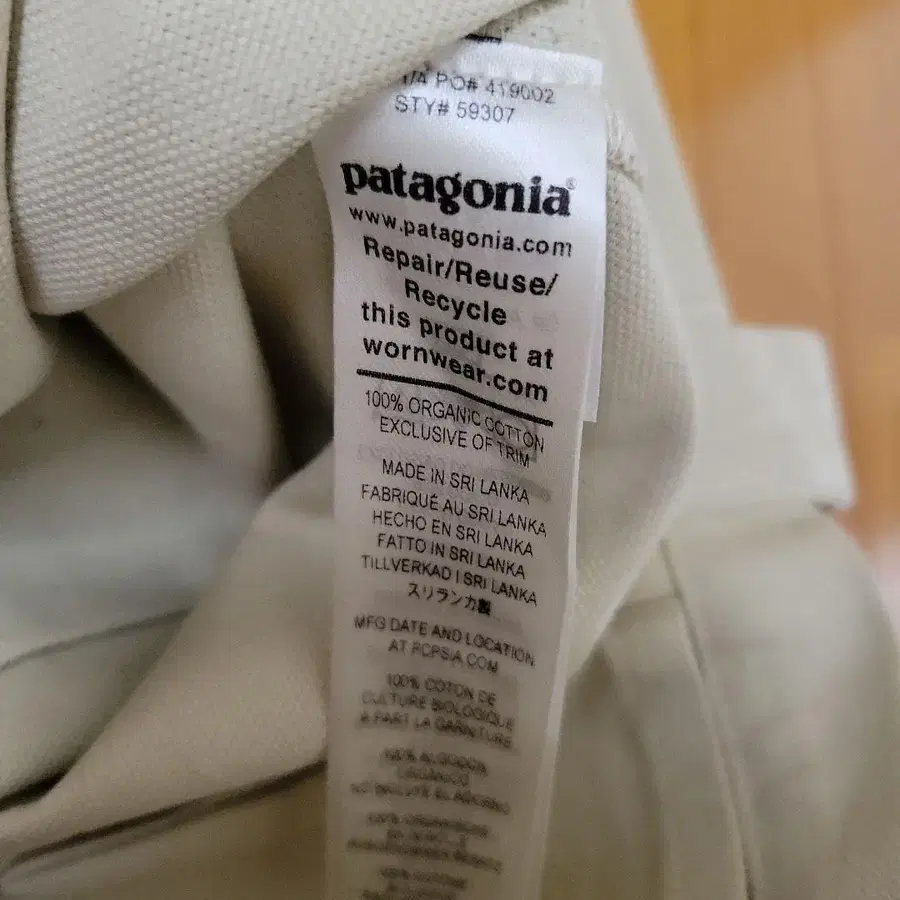 1/4 PO# 419002
STY# 59307
patagonia®
www.patagonia.com
Repair/Reuse/
Recycle
this product at
wornwear.com
100% ORGANIC COTTON
EXCLUSIVE OF TRIM
MADE IN SRI LANKA
FABRIQUÉ AU SRI LANKA
HECHO EN SRI LANKA
FATTO IN SRI LANKA
TILLVERKAD I SRI LANKA
スリランカ製
MFG DATE AND LOCATION
AT PCPSIA.COM
100% COTON DE
CULTURE BIOLOGIQUE
À PART LA GARNITURE
100% ALGODÓN
ORGÁNICO